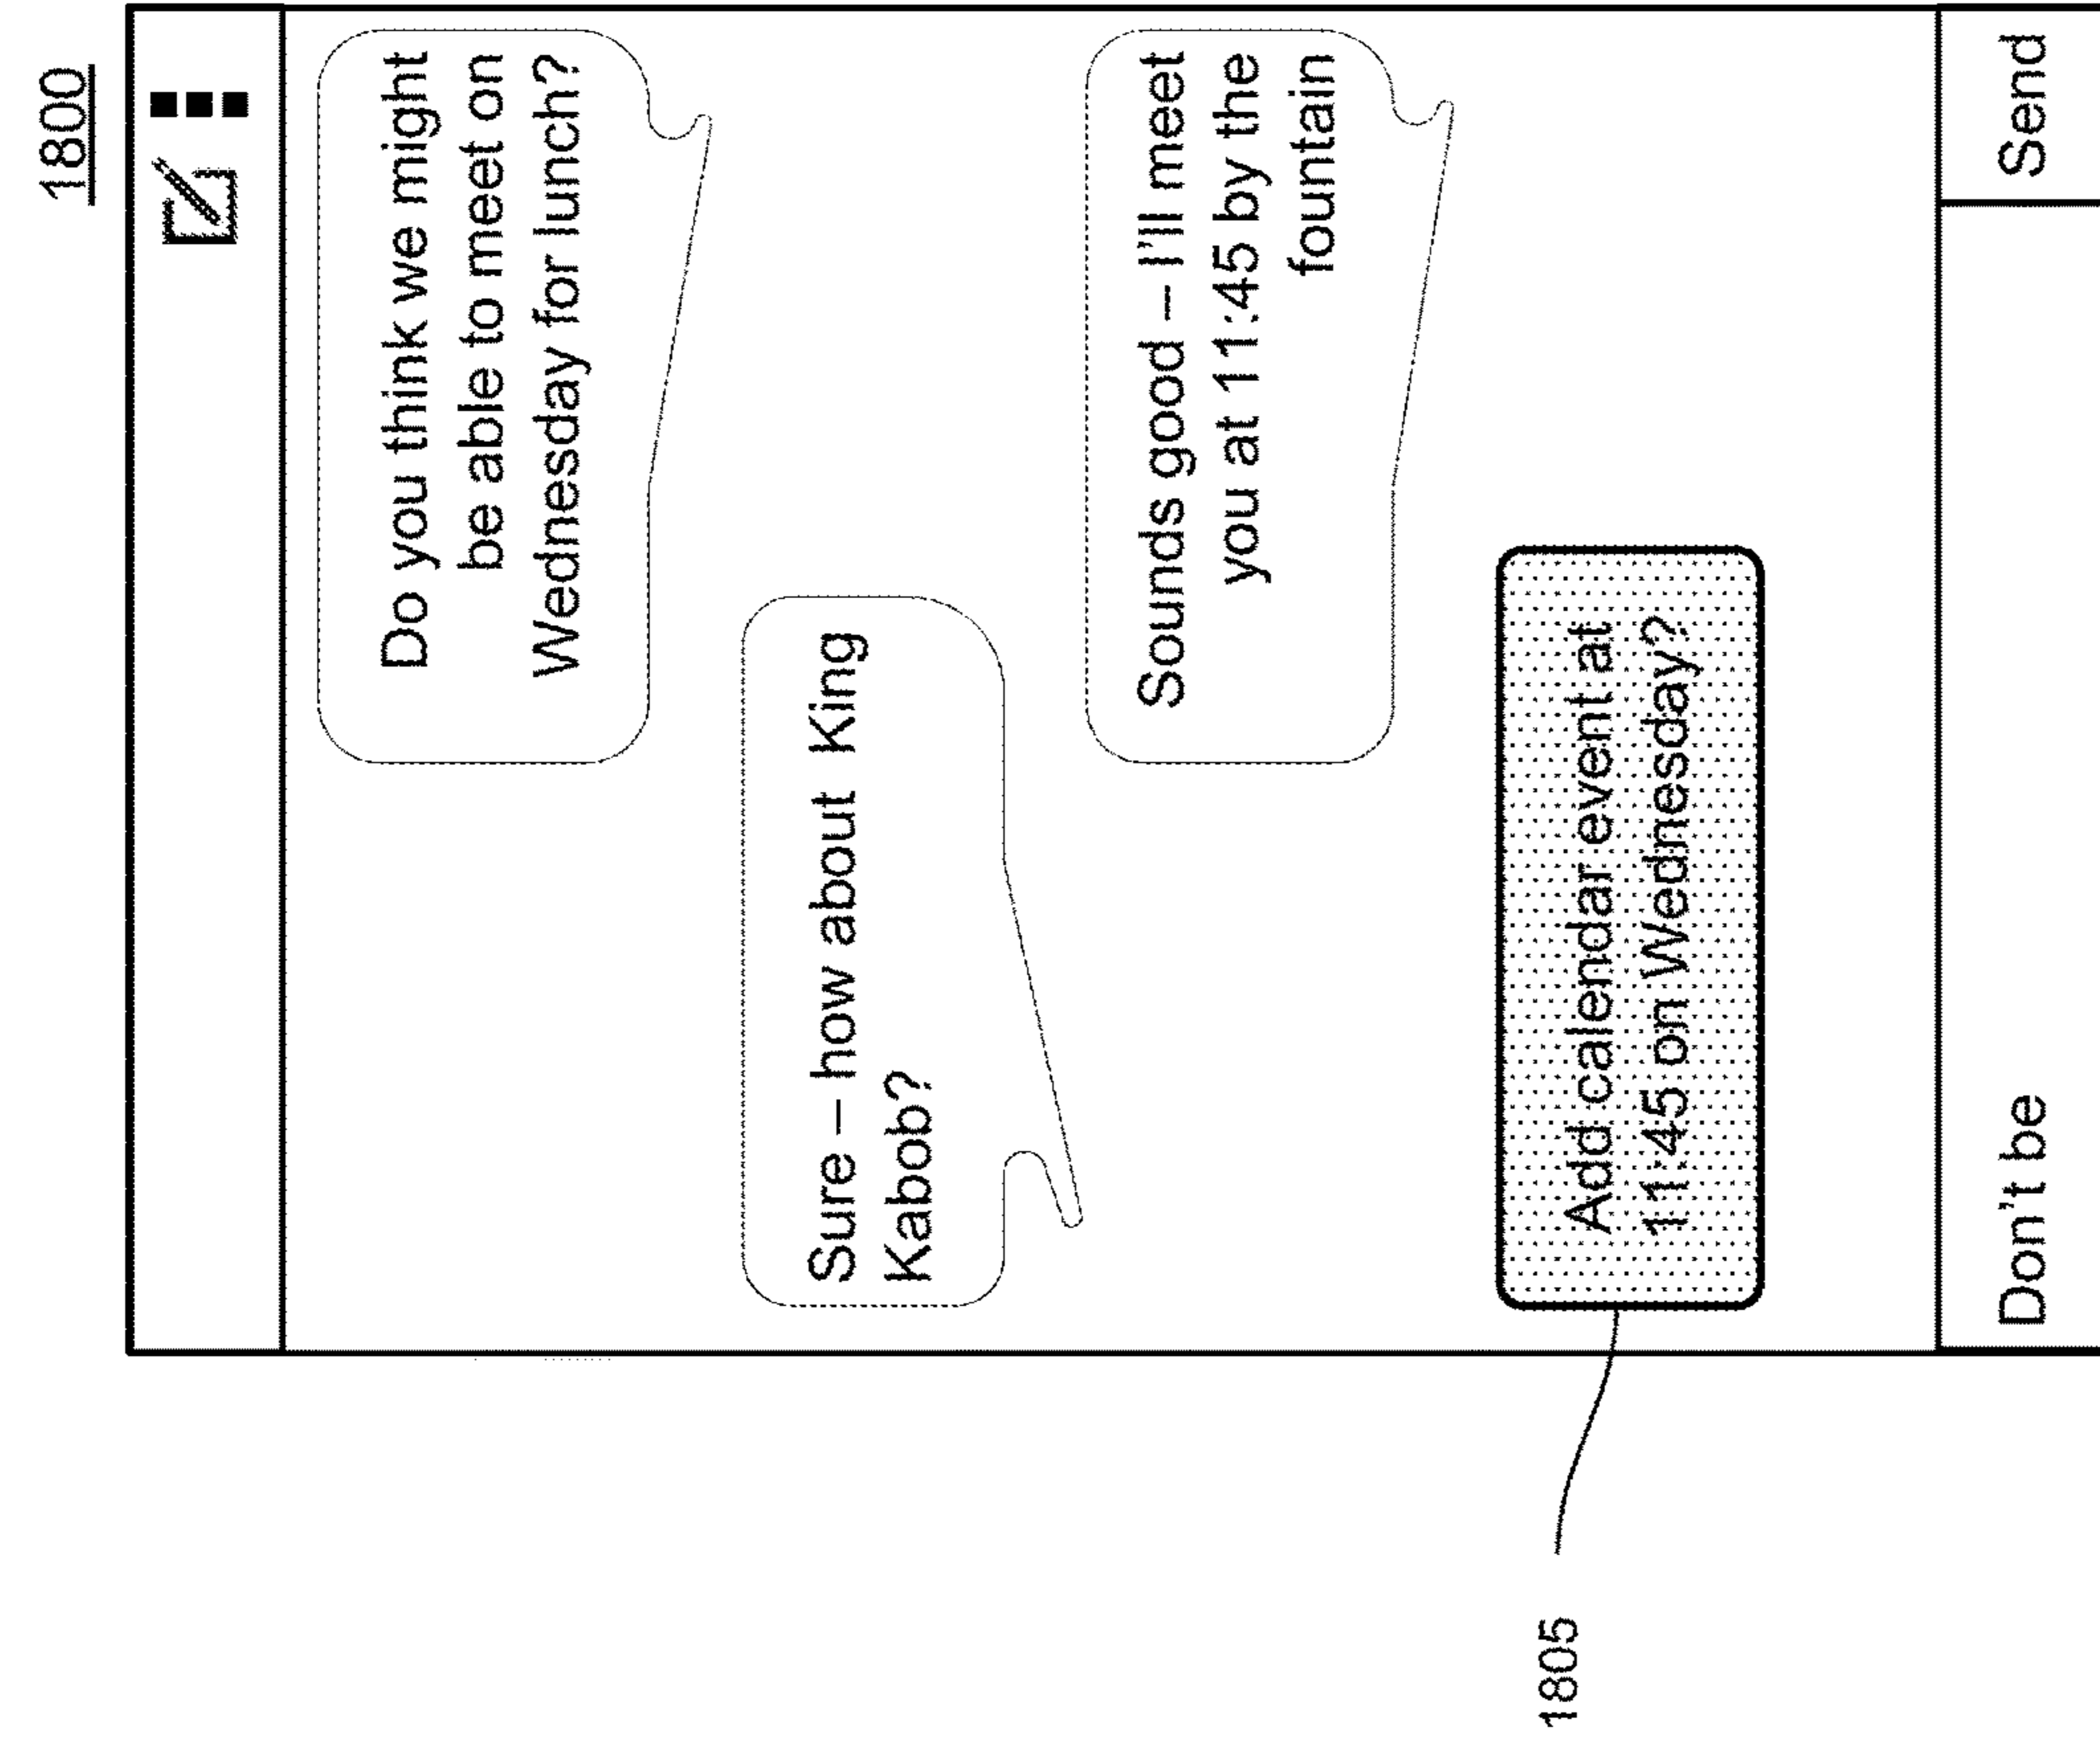 1800
Do you think we might
be able to meet on
Wednesday for lunch?
Sure – how about King
Kabob?
Sounds good – I'll meet
you at 11:45 by the
fountain
Add calendar event at
11:45 on Wednesday?
1805
Don't be
Send